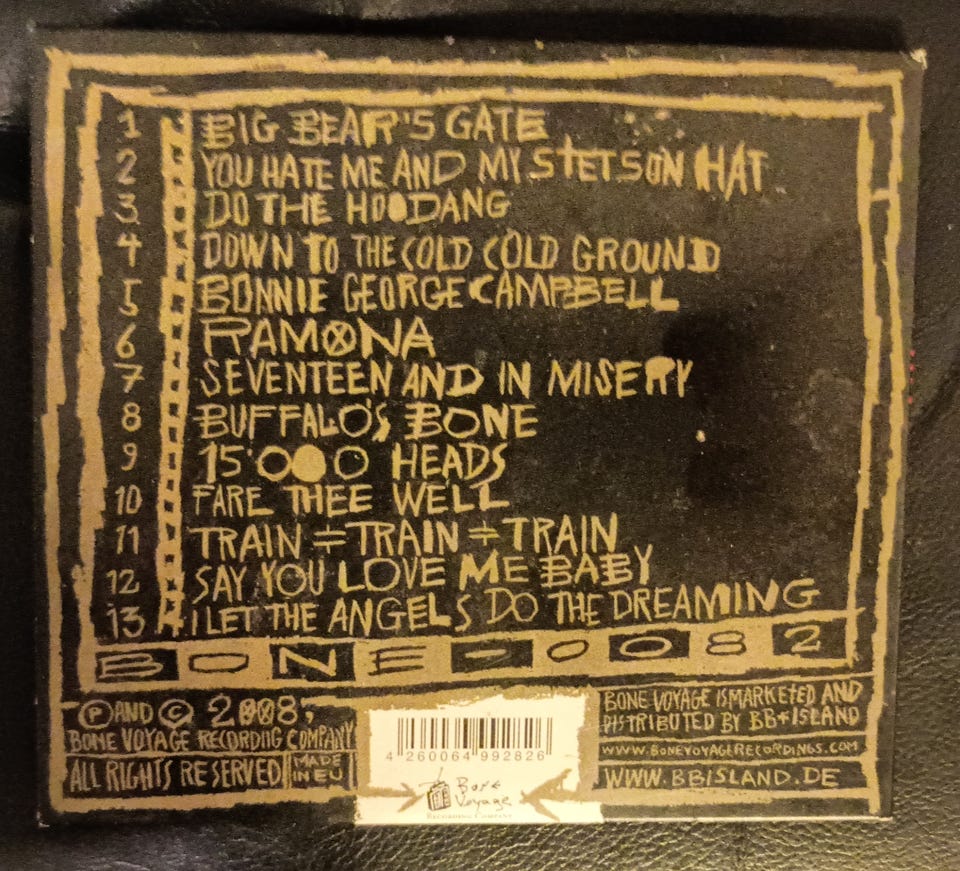 1 BIG BEAR'S GATE
2 YOU HATE ME AND MY STETSON HAT
3 DO THE HOODANG
4 DOWN TO THE COLD COLD GROUND
5 BONNIE GEORGE CAMPBELL
6 RAMONA
7 SEVENTEEN AND IN MISERY
8 BUFFALO'S BONE
9 15'000 HEADS
10 FARE THEE WELL
11 TRAIN = TRAIN = TRAIN
12 SAY YOU LOVE ME BABY
13 I LET THE ANGELS DO THE DREAMING
BONE-0082
Ⓟ AND © 2008,
BONE VOYAGE RECORDIIG COMPANY
ALL RIGHTS RESERVED
MADE
IN EU
4 260064 992826
Bone
Voyage
RECORDING COMPANY
BONE VOYAGE IS MARKETED AND
DISTRIBUTED BY BB*ISLAND
WWW.BONEVOYAGERECORDINGS.COM
WWW.BBISLAND.DE